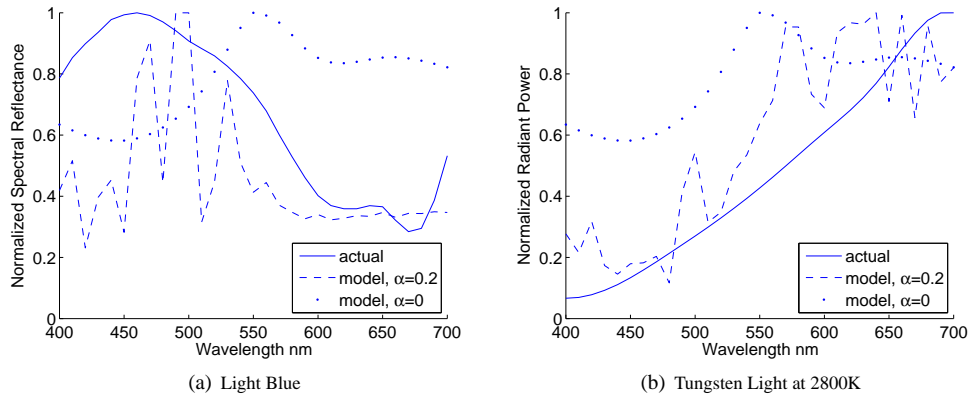 1
0.8
0.6
0.4
0.2
0
Normalized Spectral Reflectance
400 450 500 550 600 650 700
Wavelength nm
actual
model, α=0.2
model, α=0
(a) Light Blue
1
0.8
0.6
0.4
0.2
0
Normalized Radiant Power
400 450 500 550 600 650 700
Wavelength nm
actual
model, α=0.2
model, α=0
(b) Tungsten Light at 2800K